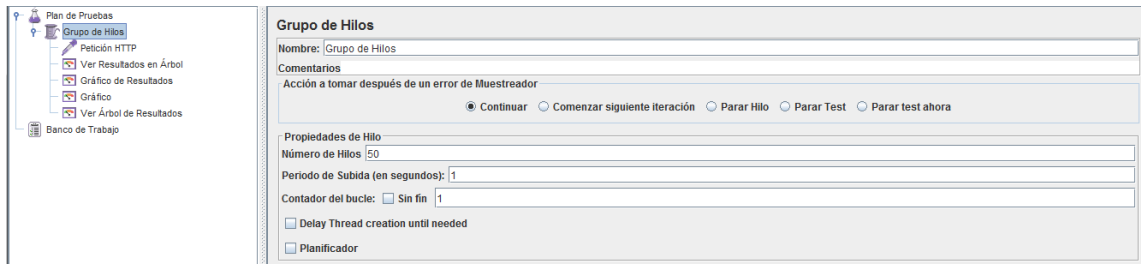 Plan de Pruebas
Grupo de Hilos
Petición HTTP
Ver Resultados en Árbol
Gráfico de Resultados
Gráfico
Ver Árbol de Resultados
Banco de Trabajo
Grupo de Hilos
Nombre: Grupo de Hilos
Comentarios
Acción a tomar después de un error de Muestreador
Continuar Comenzar siguiente iteración Parar Hilo Parar Test Parar test ahora
Propiedades de Hilo
Número de Hilos 50
Periodo de Subida (en segundos): 1
Contador del bucle: Sin fín 1
Delay Thread creation until needed
Planificador